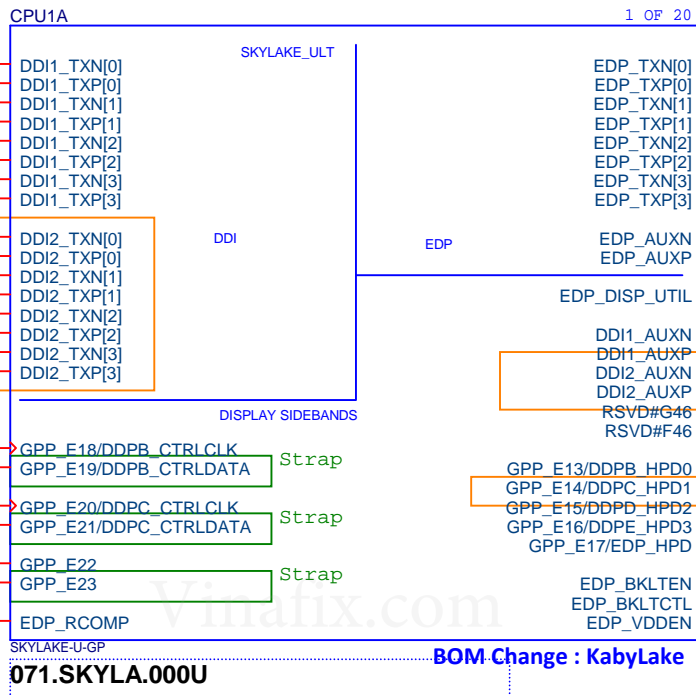 CPU1A
1 OF 20
SKYLAKE_ULT
DDI1_TXN[0]
DDI1_TXP[0]
DDI1_TXN[1]
DDI1_TXP[1]
DDI1_TXN[2]
DDI1_TXP[2]
DDI1_TXN[3]
DDI1_TXP[3]
DDI2_TXN[0]
DDI2_TXP[0]
DDI2_TXN[1]
DDI2_TXP[1]
DDI2_TXN[2]
DDI2_TXP[2]
DDI2_TXN[3]
DDI2_TXP[3]
DDI
EDP
EDP_TXN[0]
EDP_TXP[0]
EDP_TXN[1]
EDP_TXP[1]
EDP_TXN[2]
EDP_TXP[2]
EDP_TXN[3]
EDP_TXP[3]
EDP_AUXN
EDP_AUXP
EDP_DISP_UTIL
DDI1_AUXN
DDI1_AUXP
DDI2_AUXN
DDI2_AUXP
RSVD#G46
RSVD#F46
DISPLAY SIDEBANDS
GPP_E18/DDPB_CTRLCLK
GPP_E19/DDPB_CTRLDATA
Strap
GPP_E20/DDPC_CTRLCLK
GPP_E21/DDPC_CTRLDATA
Strap
GPP_E22
GPP_E23
Strap
EDP_RCOMP
GPP_E13/DDPB_HPD0
GPP_E14/DDPC_HPD1
GPP_E15/DDPD_HPD2
GPP_E16/DDPE_HPD3
GPP_E17/EDP_HPD
EDP_BKLTEN
EDP_BKLTCTL
EDP_VDDEN
Vinafix.com
SKYLAKE-U-GP
BOM Change : KabyLake
071.SKYLA.000U